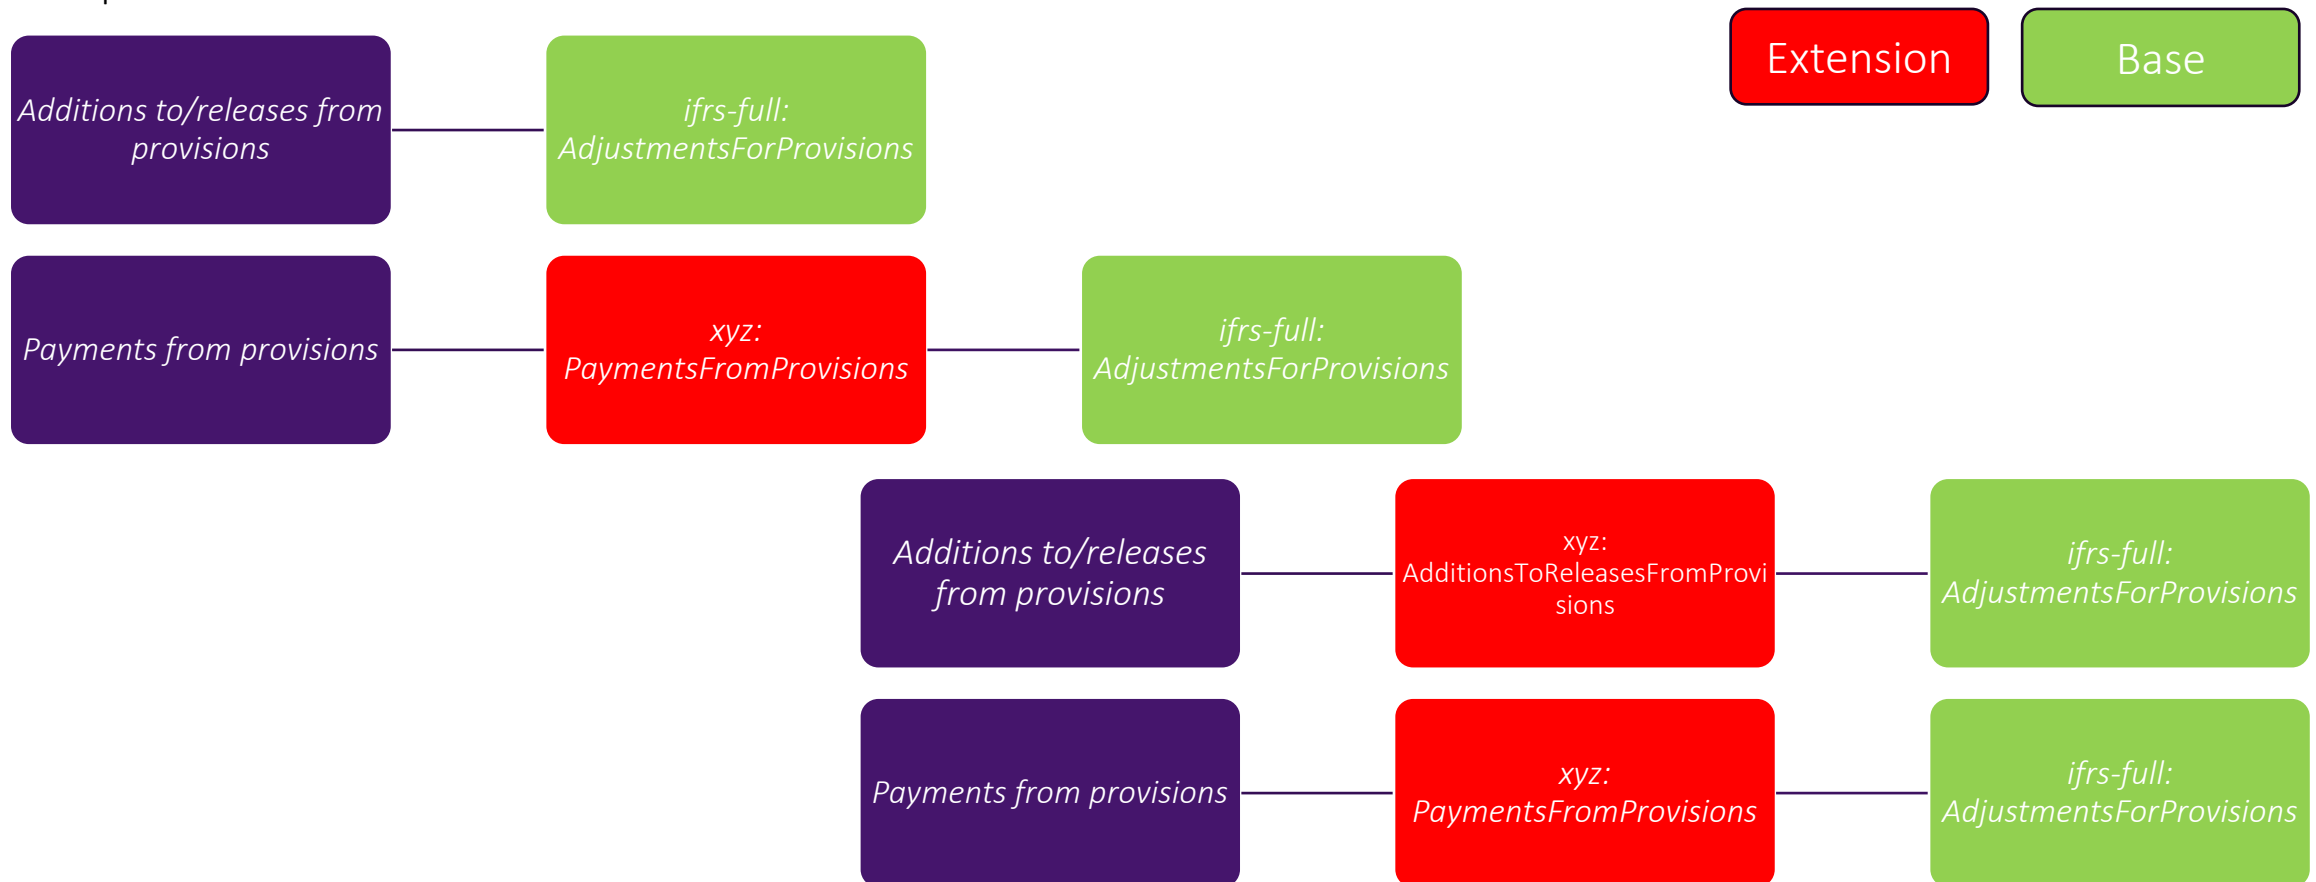 Extension
Base
Additions to/releases from
provisions
ifrs-full:
AdjustmentsForProvisions
Payments from provisions
xyz:
PaymentsFromProvisions
ifrs-full:
AdjustmentsForProvisions
Additions to/releases
from provisions
xyz:
AdditionsToReleasesFromProvi
sions
ifrs-full:
AdjustmentsForProvisions
Payments from provisions
xyz:
PaymentsFromProvisions
ifrs-full:
AdjustmentsForProvisions